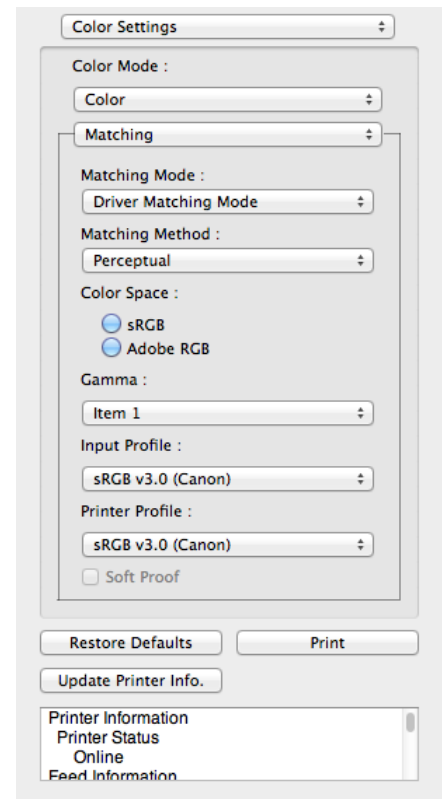 Color Settings
Color Mode :
Color
Matching
Matching Mode :
Driver Matching Mode
Matching Method :
Perceptual
Color Space :
sRGB
Adobe RGB
Gamma :
Item 1
Input Profile :
sRGB v3.0 (Canon)
Printer Profile :
sRGB v3.0 (Canon)
Soft Proof
Restore Defaults Print
Update Printer Info.
Printer Information
Printer Status
Online
Feed Information